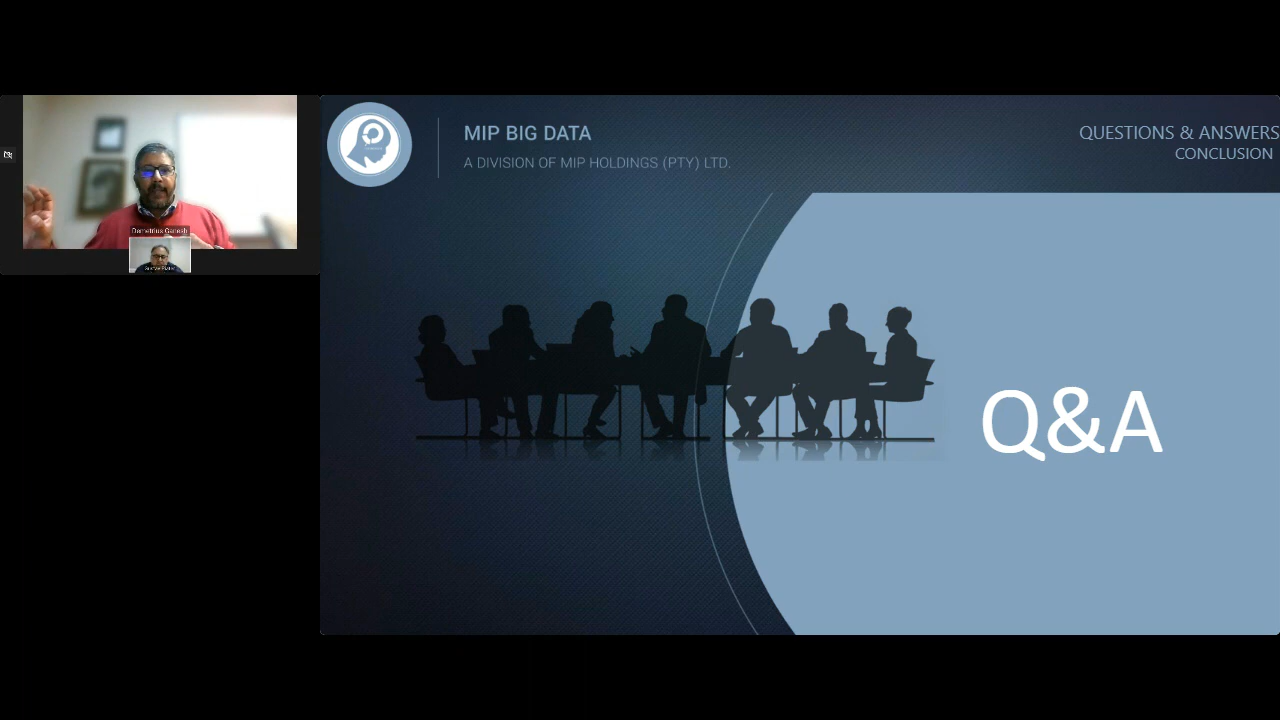 Demetrius Ganesh
MIP BIG DATA
A DIVISION OF MIP HOLDINGS (PTY) LTD.
QUESTIONS & ANSWERS
CONCLUSION
Q&A